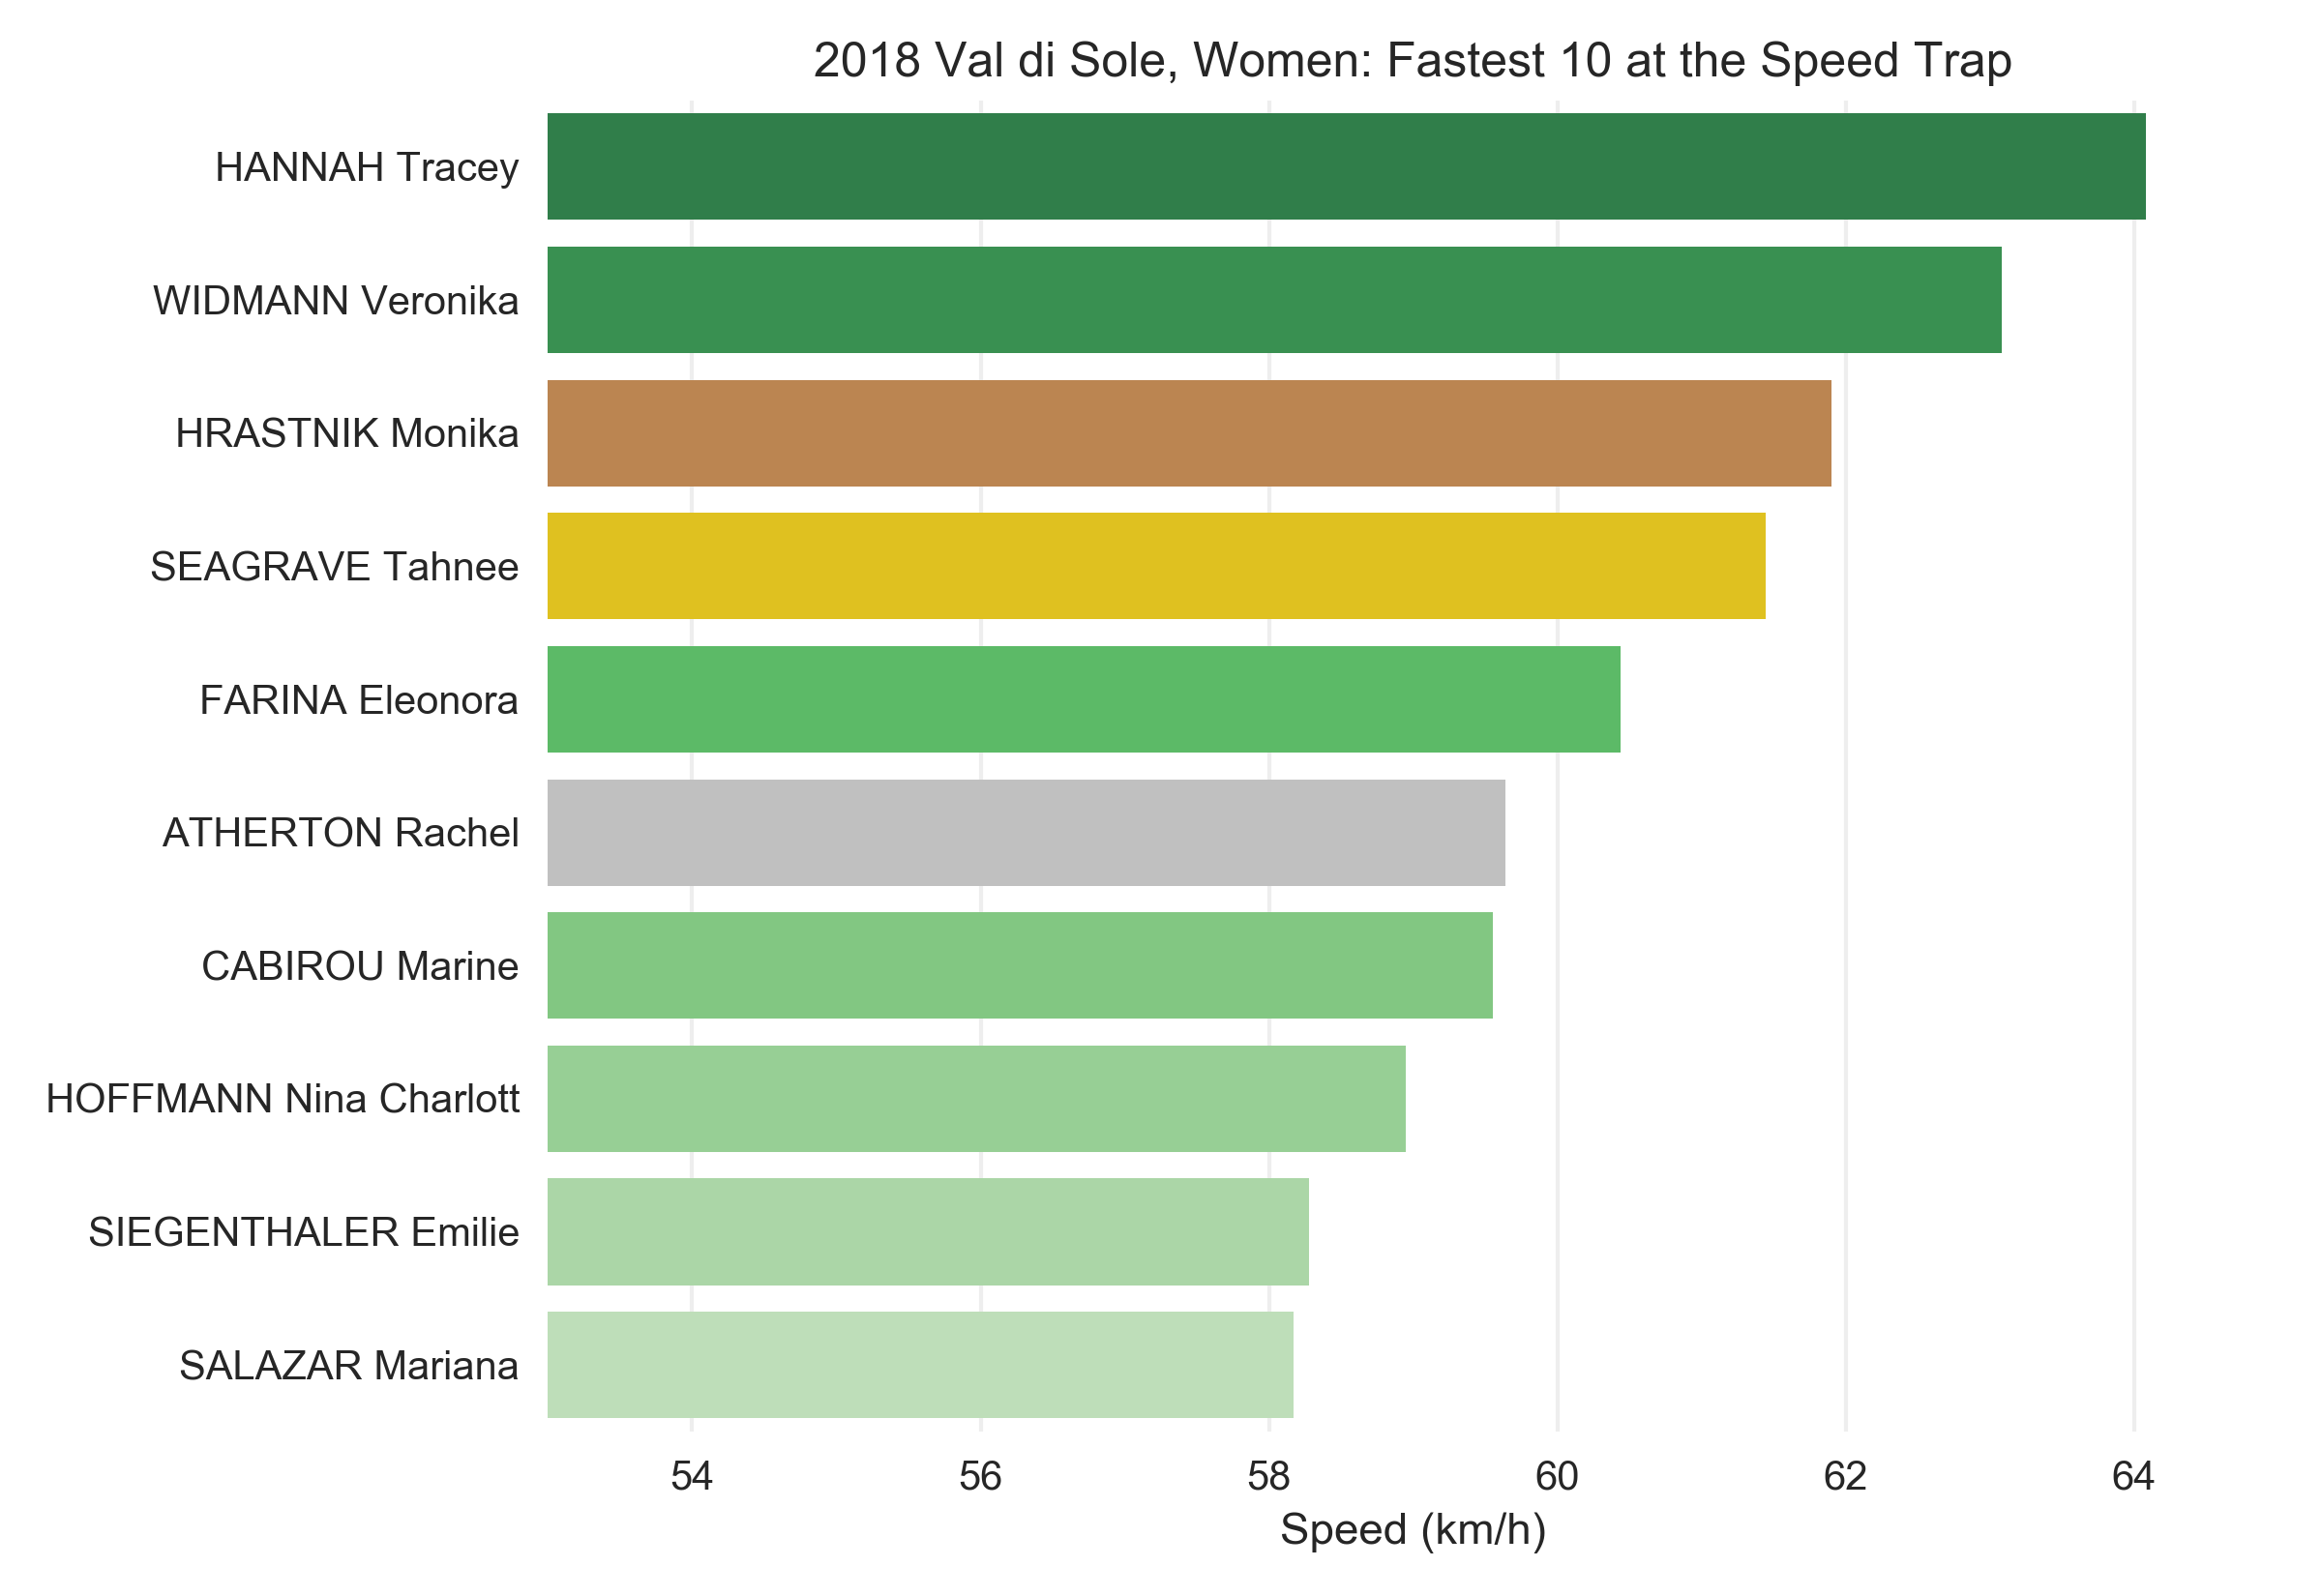 2018 Val di Sole, Women: Fastest 10 at the Speed Trap
HANNAH Tracey
WIDMANN Veronika
HRASTNIK Monika
SEAGRAVE Tahnee
FARINA Eleonora
ATHERTON Rachel
CABIROU Marine
HOFFMANN Nina Charlott
SIEGENTHALER Emilie
SALAZAR Mariana
54 56 58 60 62 64
Speed (km/h)